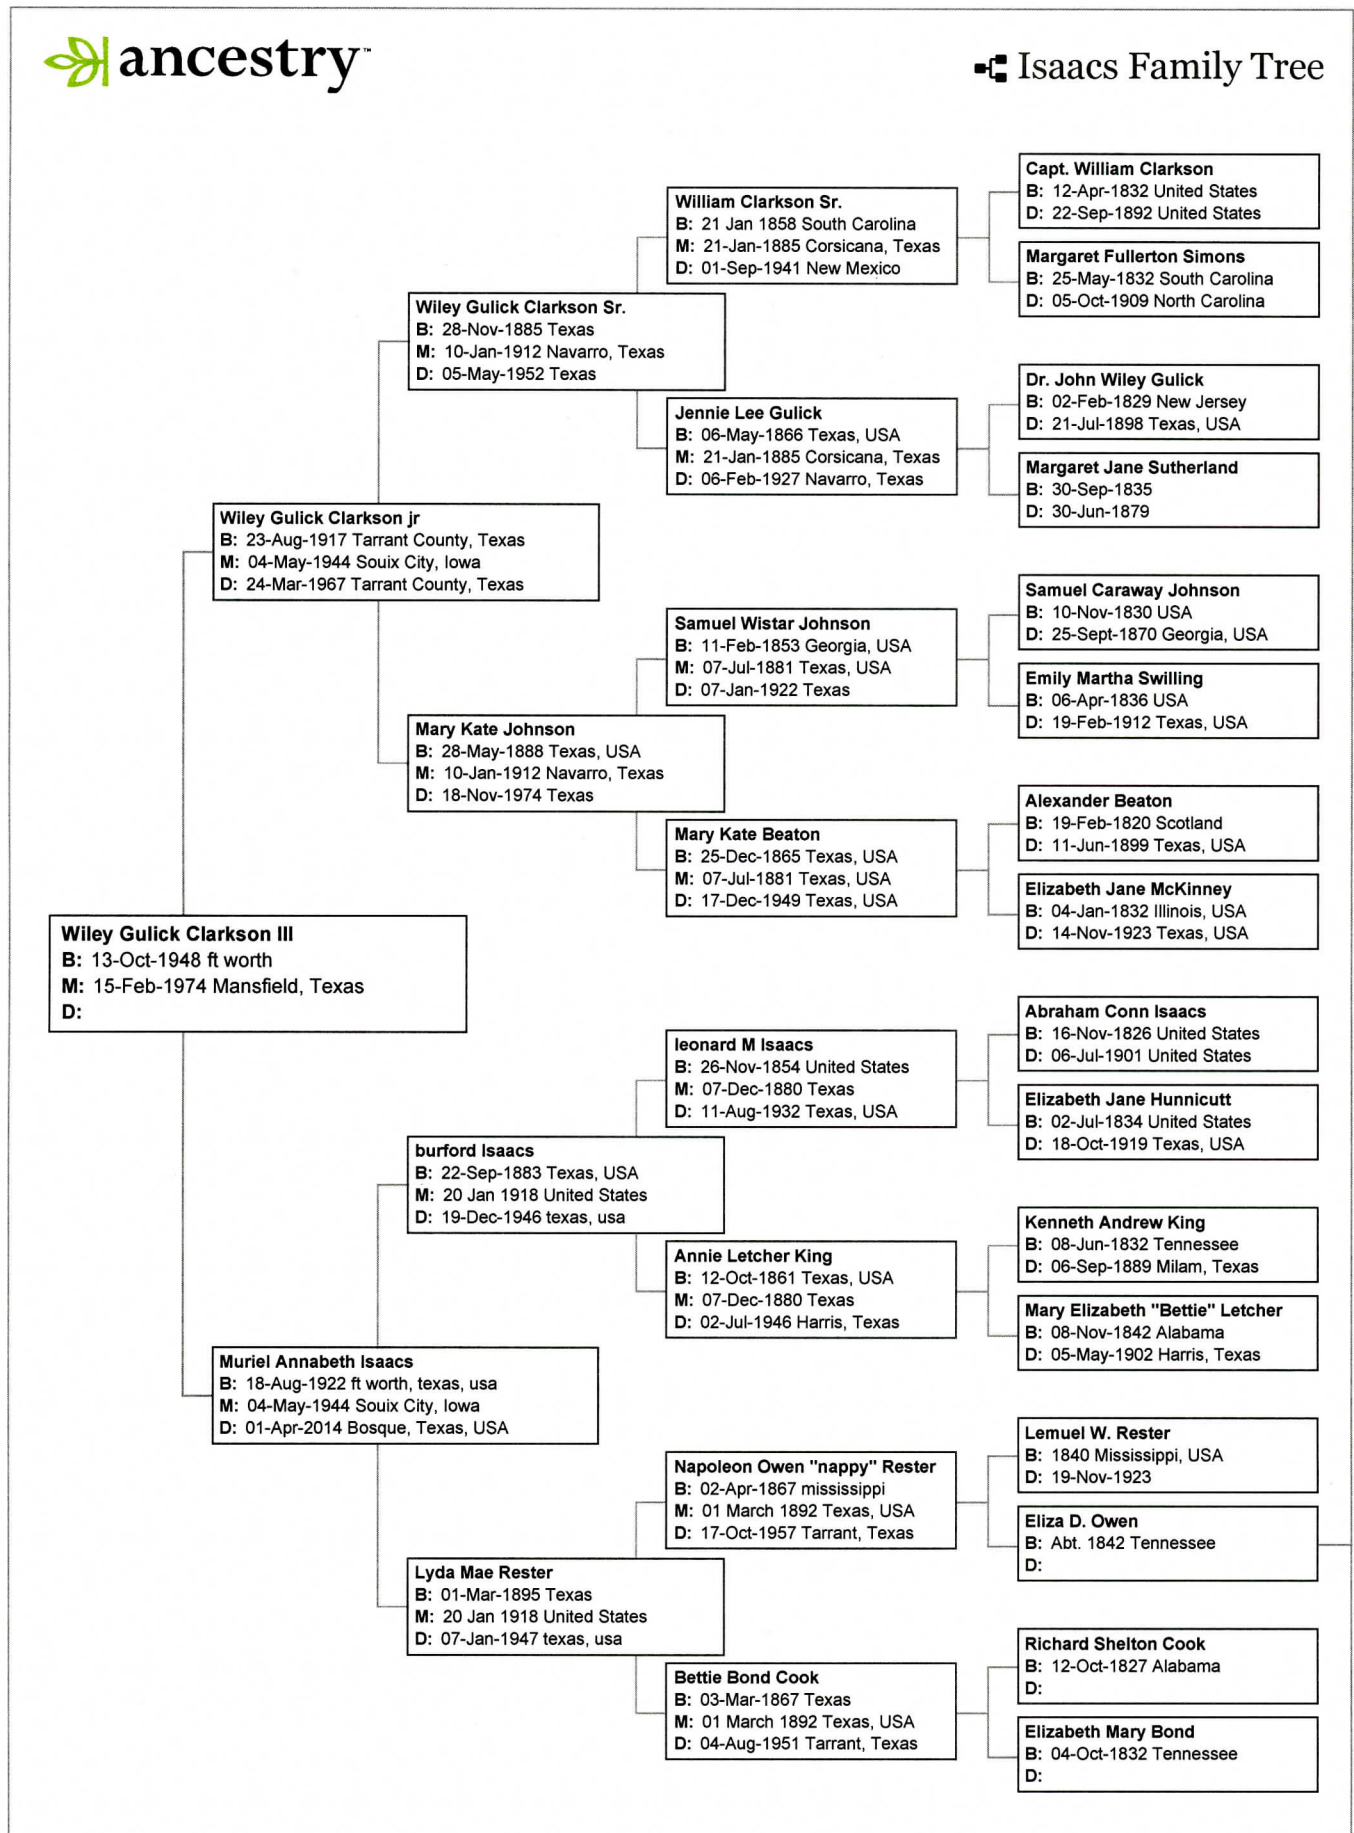 ancestry™
Isaacs Family Tree
Capt. William Clarkson
B: 12-Apr-1832 United States
D: 22-Sep-1892 United States
William Clarkson Sr.
B: 21 Jan 1858 South Carolina
M: 21-Jan-1885 Corsicana, Texas
D: 01-Sep-1941 New Mexico
Margaret Fullerton Simons
B: 25-May-1832 South Carolina
D: 05-Oct-1909 North Carolina
Wiley Gulick Clarkson Sr.
B: 28-Nov-1885 Texas
M: 10-Jan-1912 Navarro, Texas
D: 05-May-1952 Texas
Dr. John Wiley Gulick
B: 02-Feb-1829 New Jersey
D: 21-Jul-1898 Texas, USA
Jennie Lee Gulick
B: 06-May-1866 Texas, USA
M: 21-Jan-1885 Corsicana, Texas
D: 06-Feb-1927 Navarro, Texas
Margaret Jane Sutherland
B: 30-Sep-1835
D: 30-Jun-1879
Wiley Gulick Clarkson jr
B: 23-Aug-1917 Tarrant County, Texas
M: 04-May-1944 Souix City, Iowa
D: 24-Mar-1967 Tarrant County, Texas
Samuel Caraway Johnson
B: 10-Nov-1830 USA
D: 25-Sept-1870 Georgia, USA
Samuel Wistar Johnson
B: 11-Feb-1853 Georgia, USA
M: 07-Jul-1881 Texas, USA
D: 07-Jan-1922 Texas
Emily Martha Swilling
B: 06-Apr-1836 USA
D: 19-Feb-1912 Texas, USA
Mary Kate Johnson
B: 28-May-1888 Texas, USA
M: 10-Jan-1912 Navarro, Texas
D: 18-Nov-1974 Texas
Alexander Beaton
B: 19-Feb-1820 Scotland
D: 11-Jun-1899 Texas, USA
Mary Kate Beaton
B: 25-Dec-1865 Texas, USA
M: 07-Jul-1881 Texas, USA
D: 17-Dec-1949 Texas, USA
Elizabeth Jane McKinney
B: 04-Jan-1832 Illinois, USA
D: 14-Nov-1923 Texas, USA
Wiley Gulick Clarkson III
B: 13-Oct-1948 ft worth
M: 15-Feb-1974 Mansfield, Texas
D:
Abraham Conn Isaacs
B: 16-Nov-1826 United States
D: 06-Jul-1901 United States
leonard M Isaacs
B: 26-Nov-1854 United States
M: 07-Dec-1880 Texas
D: 11-Aug-1932 Texas, USA
Elizabeth Jane Hunnicutt
B: 02-Jul-1834 United States
D: 18-Oct-1919 Texas, USA
burford Isaacs
B: 22-Sep-1883 Texas, USA
M: 20 Jan 1918 United States
D: 19-Dec-1946 texas, usa
Kenneth Andrew King
B: 08-Jun-1832 Tennessee
D: 06-Sep-1889 Milam, Texas
Annie Letcher King
B: 12-Oct-1861 Texas, USA
M: 07-Dec-1880 Texas
D: 02-Jul-1946 Harris, Texas
Mary Elizabeth "Bettie" Letcher
B: 08-Nov-1842 Alabama
D: 05-May-1902 Harris, Texas
Muriel Annabeth Isaacs
B: 18-Aug-1922 ft worth, texas, usa
M: 04-May-1944 Souix City, Iowa
D: 01-Apr-2014 Bosque, Texas, USA
Lemuel W. Rester
B: 1840 Mississippi, USA
D: 19-Nov-1923
Napoleon Owen "nappy" Rester
B: 02-Apr-1867 mississippi
M: 01 March 1892 Texas, USA
D: 17-Oct-1957 Tarrant, Texas
Eliza D. Owen
B: Abt. 1842 Tennessee
D:
Lyda Mae Rester
B: 01-Mar-1895 Texas
M: 20 Jan 1918 United States
D: 07-Jan-1947 texas, usa
Richard Shelton Cook
B: 12-Oct-1827 Alabama
D:
Bettie Bond Cook
B: 03-Mar-1867 Texas
M: 01 March 1892 Texas, USA
D: 04-Aug-1951 Tarrant, Texas
Elizabeth Mary Bond
B: 04-Oct-1832 Tennessee
D: